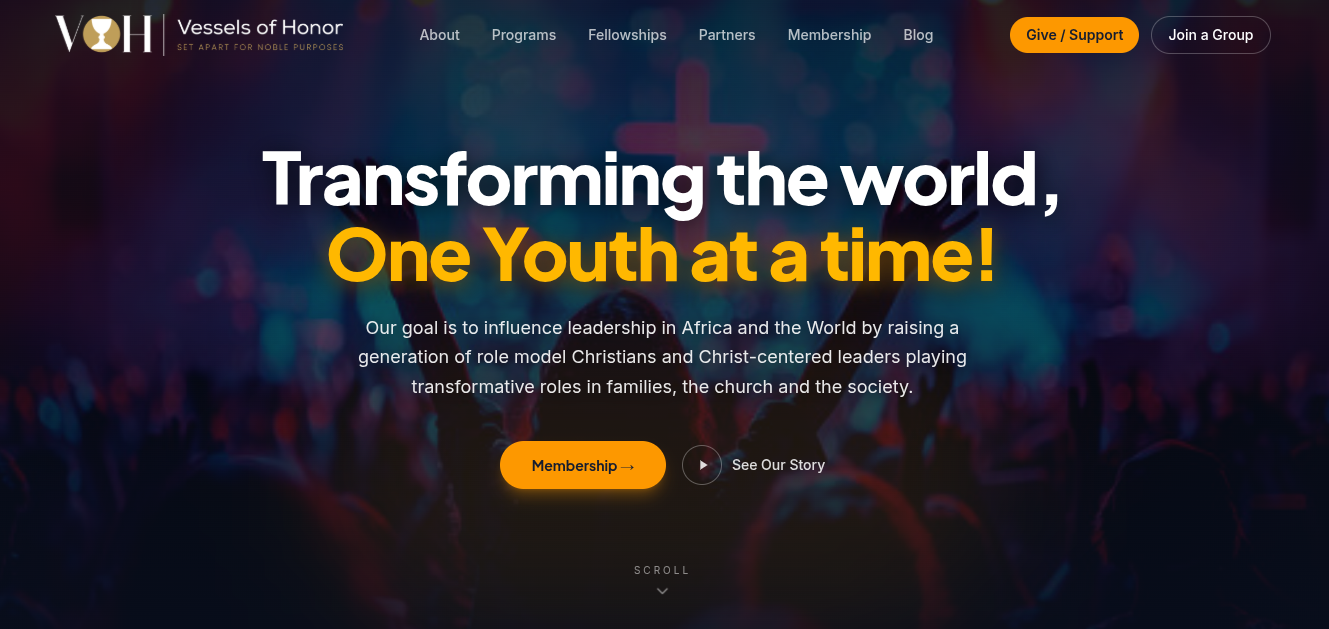 VOH
Vessels of Honor
SET APART FOR NOBLE PURPOSES
About
Programs
Fellowships
Partners
Membership
Blog
Give / Support
Join a Group
Transforming the world,
One Youth at a time!
Our goal is to influence leadership in Africa and the World by raising a
generation of role model Christians and Christ-centered leaders playing
transformative roles in families, the church and the society.
Membership →
See Our Story
SCROLL